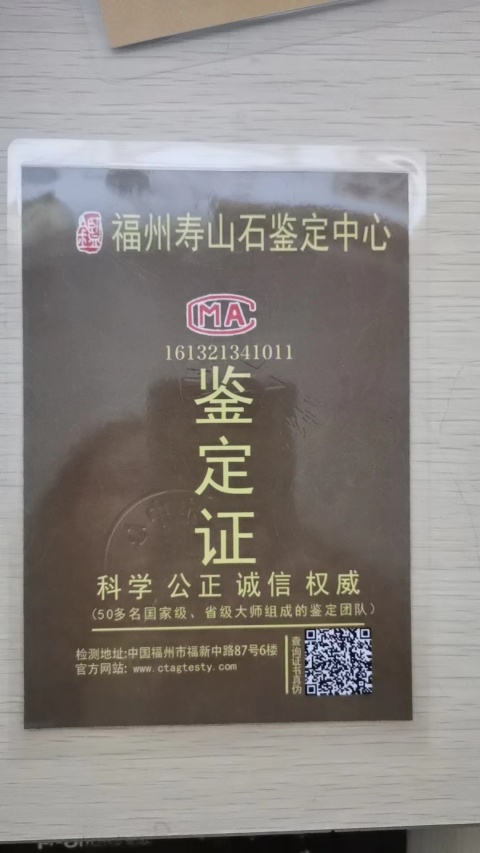 福州寿山石鉴定中心
CMA
161321341011
鉴
定
证
科学 公正 诚信 权威
(50多名国家级、省级大师组成的鉴定团队)
检测地址:中国福州市福新中路87号6楼
官方网站: www.ctagtesty.com
查询证书真伪